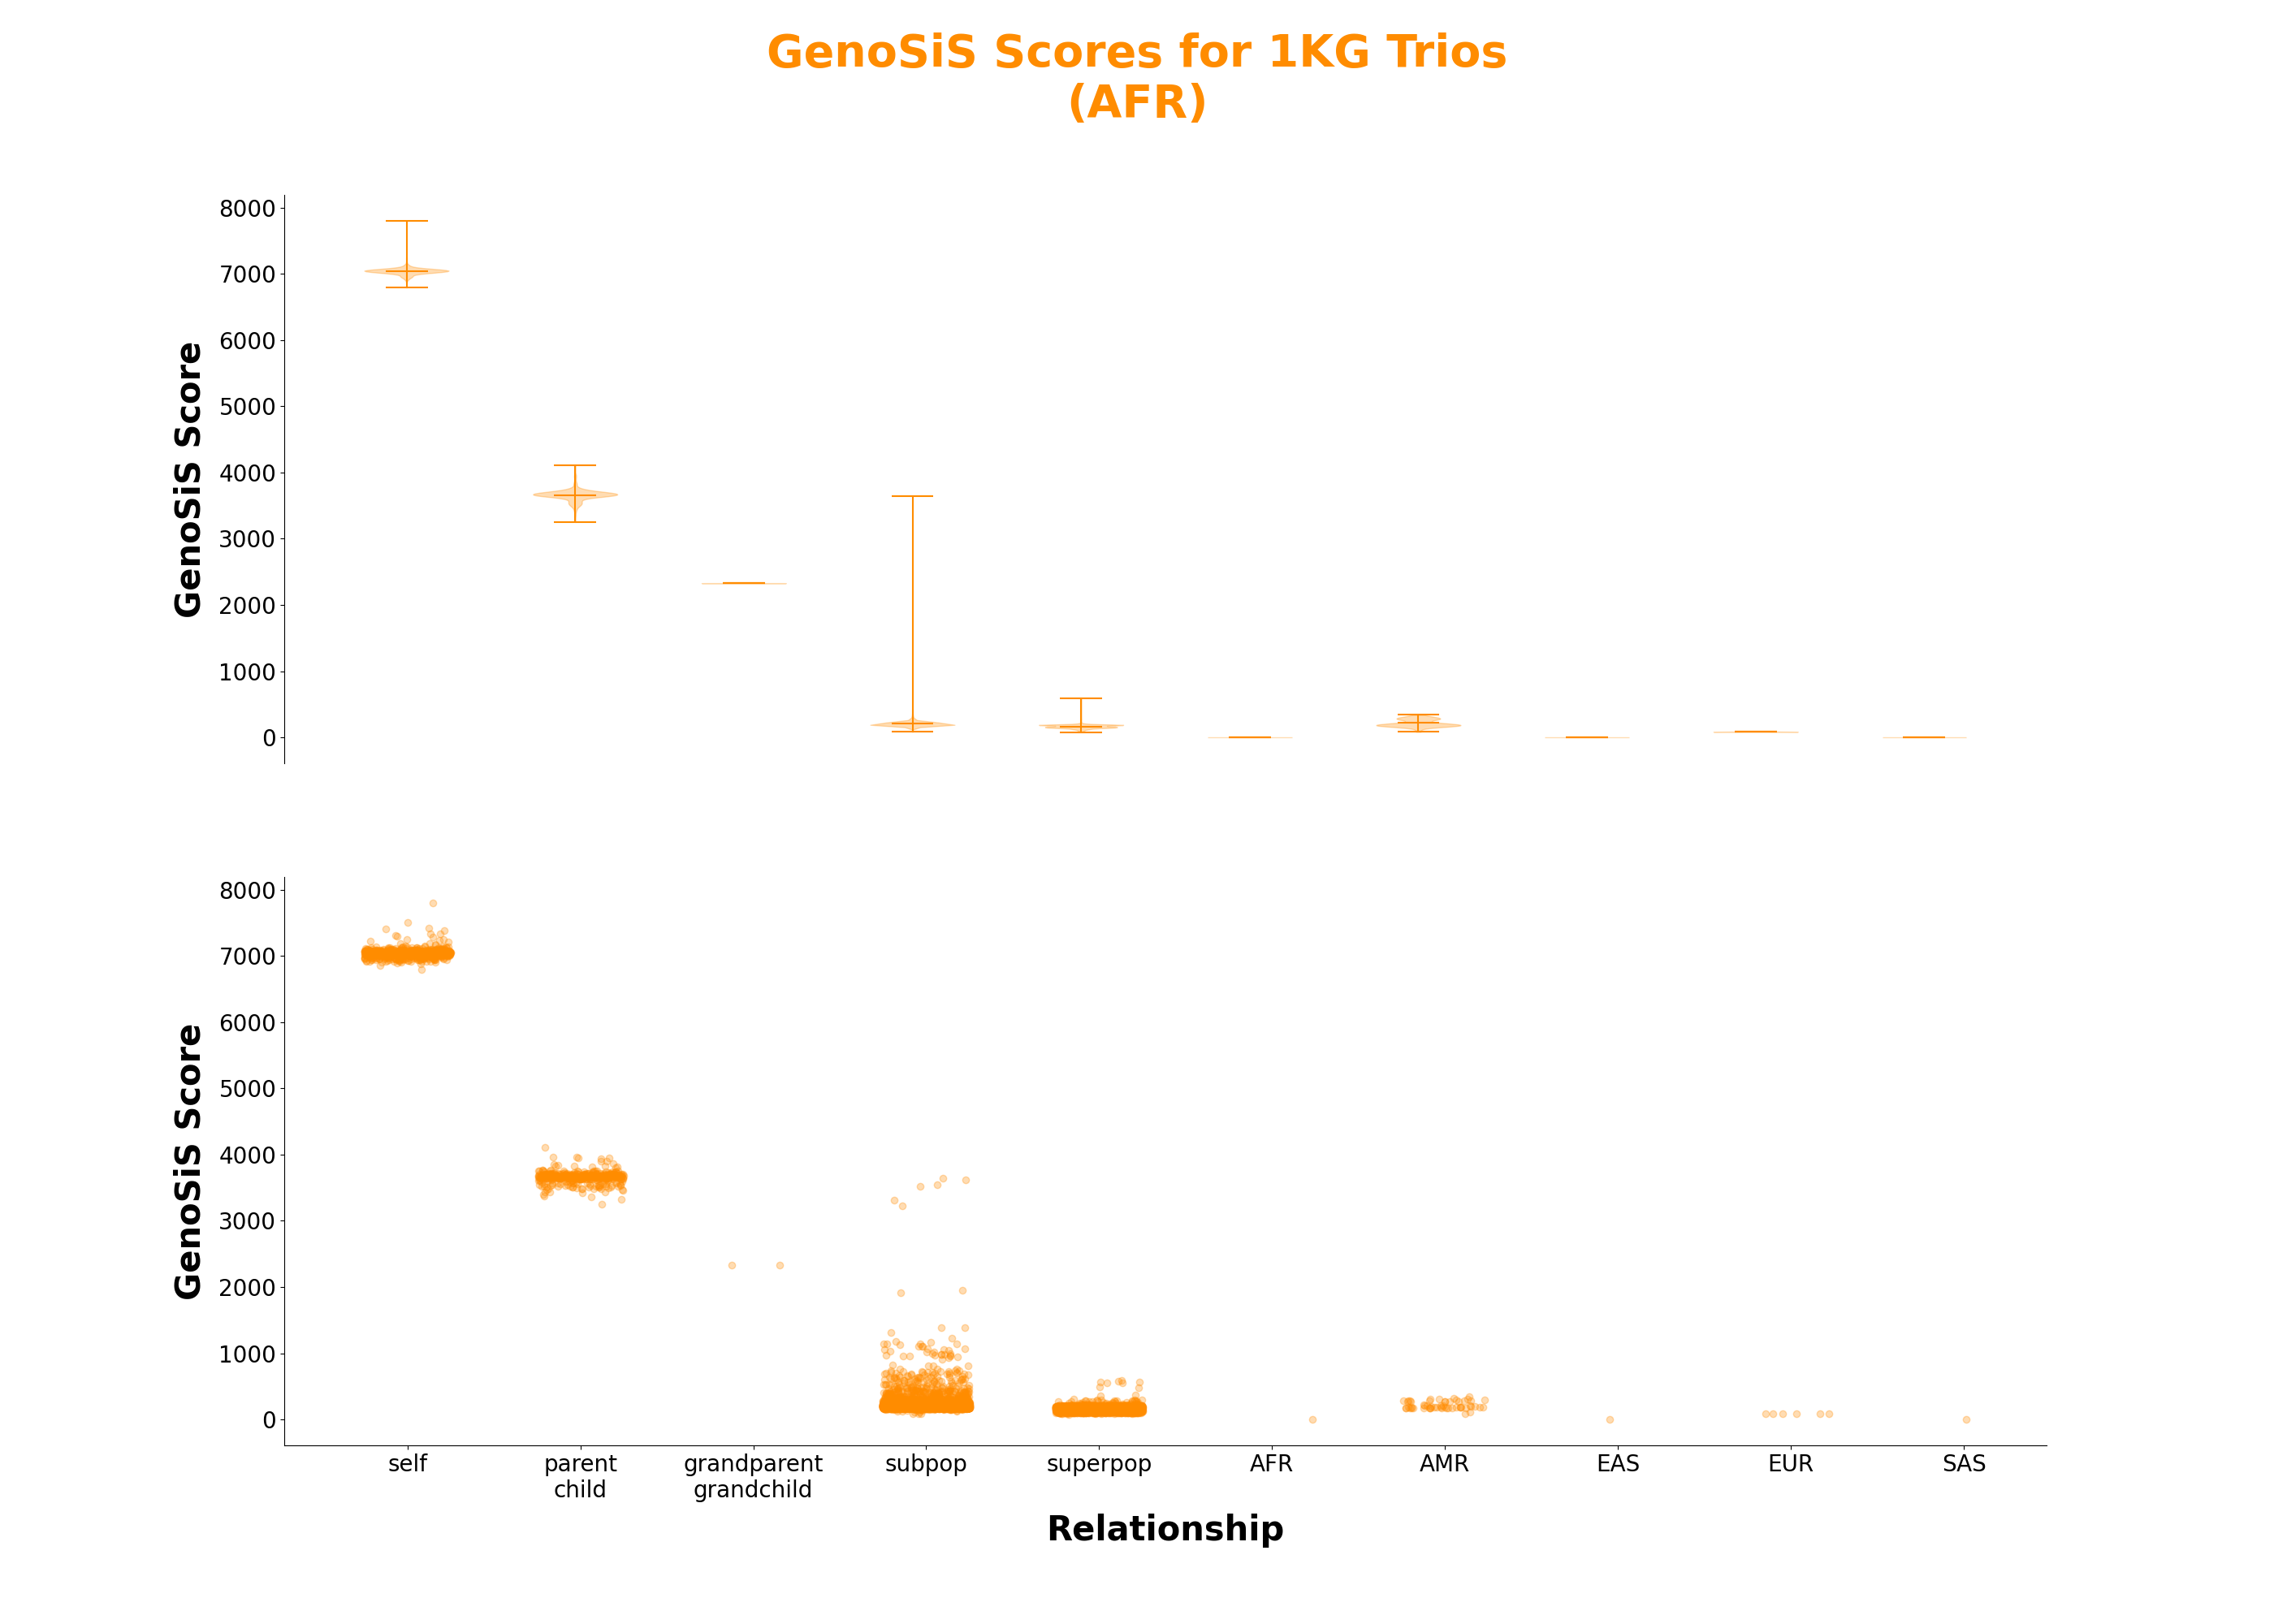 GenoSiS Scores for 1KG Trios
(AFR)
GenoSiS Score
8000
7000
6000
5000
4000
3000
2000
1000
0
GenoSiS Score
8000
7000
6000
5000
4000
3000
2000
1000
0
self
parent
child
grandparent
grandchild
subpop
superpop
AFR
AMR
EAS
EUR
SAS
Relationship